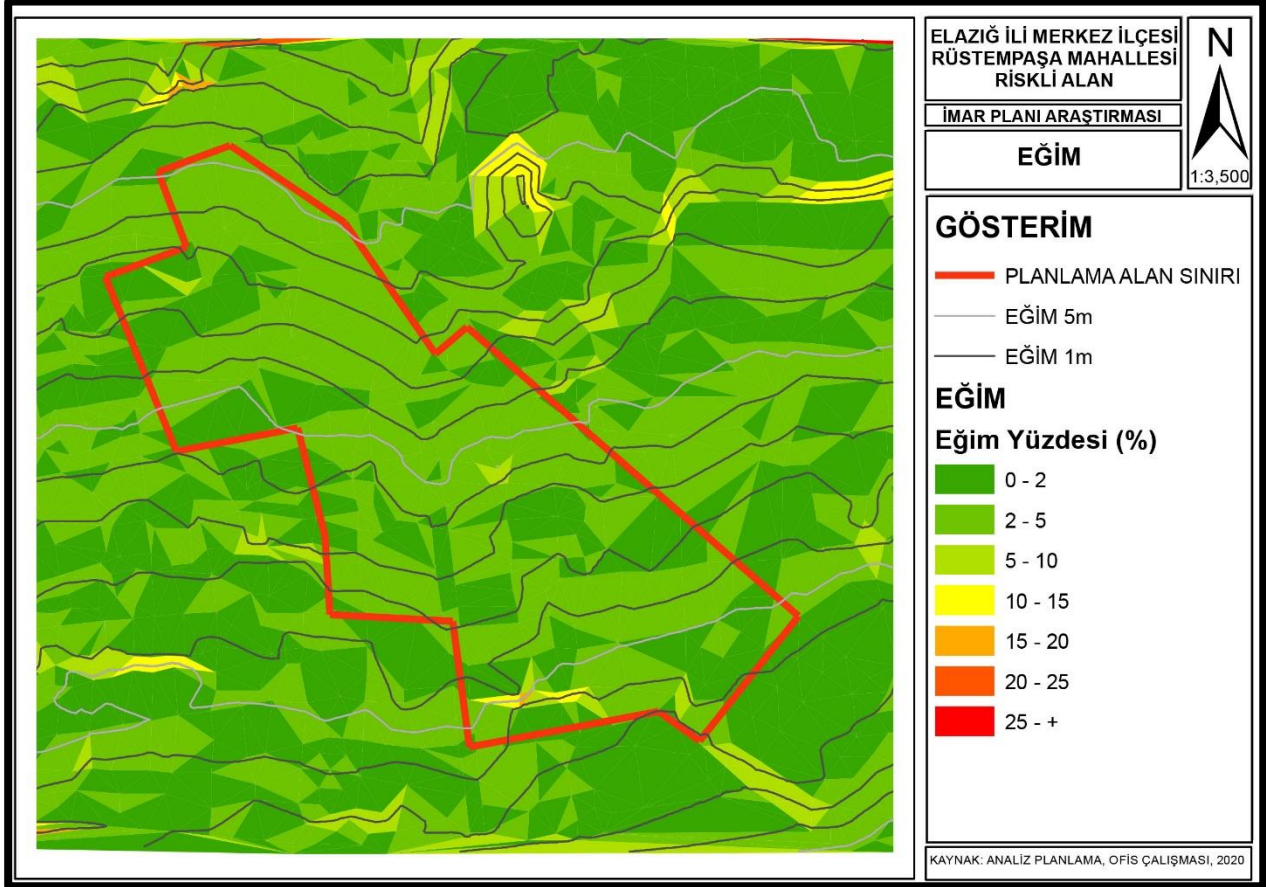 ELAZIĞ İLİ MERKEZ İLÇESİ
RÜSTEMPAŞA MAHALLESİ
RİSKLİ ALAN
İMAR PLANI ARAŞTIRMASI
EĞİM
N
1:3,500
GÖSTERİM
PLANLAMA ALAN SINIRI
EĞİM 5m
EĞİM 1m
EĞİM
Eğim Yüzdesi (%)
0 - 2
2 - 5
5 - 10
10 - 15
15 - 20
20 - 25
25 - +
KAYNAK: ANALİZ PLANLAMA, OFİS ÇALIŞMASI, 2020